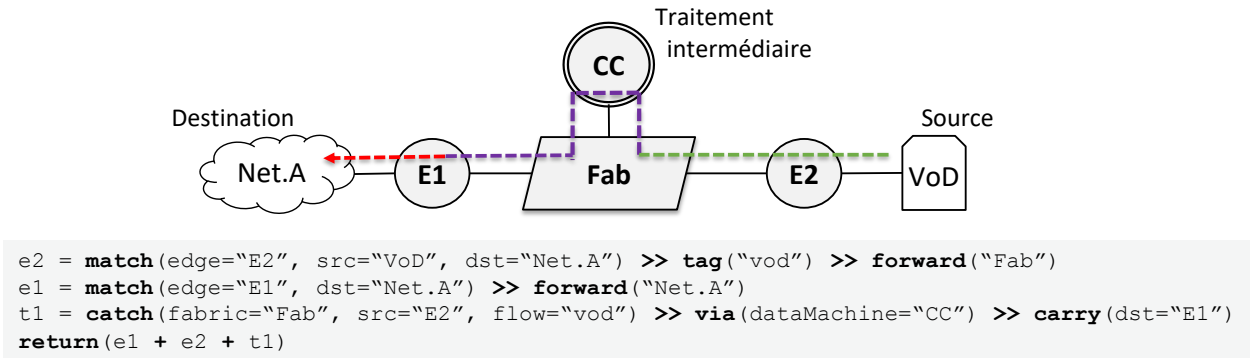 Traitement
intermédiaire
CC
Destination
Source
Net.A
E1
Fab
E2
VoD
e2 = match(edge=“E2”, src=“VoD”, dst=“Net.A”) >> tag(“vod”) >> forward(“Fab”)
e1 = match(edge=“E1”, dst=“Net.A”) >> forward(“Net.A”)
t1 = catch(fabric=“Fab”, src=“E2”, flow=“vod”) >> via(dataMachine=“CC”) >> carry(dst=“E1”)
return(e1 + e2 + t1)